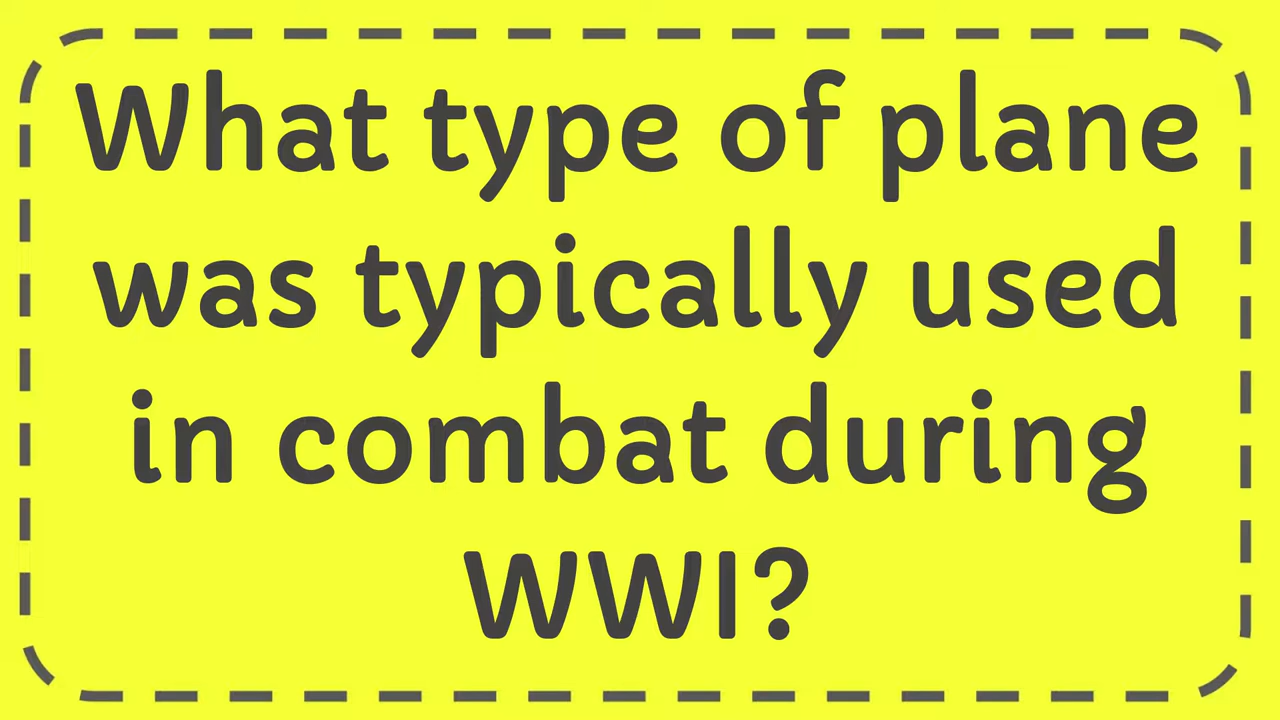 What type of plane
was typically used
in combat during
WWI?